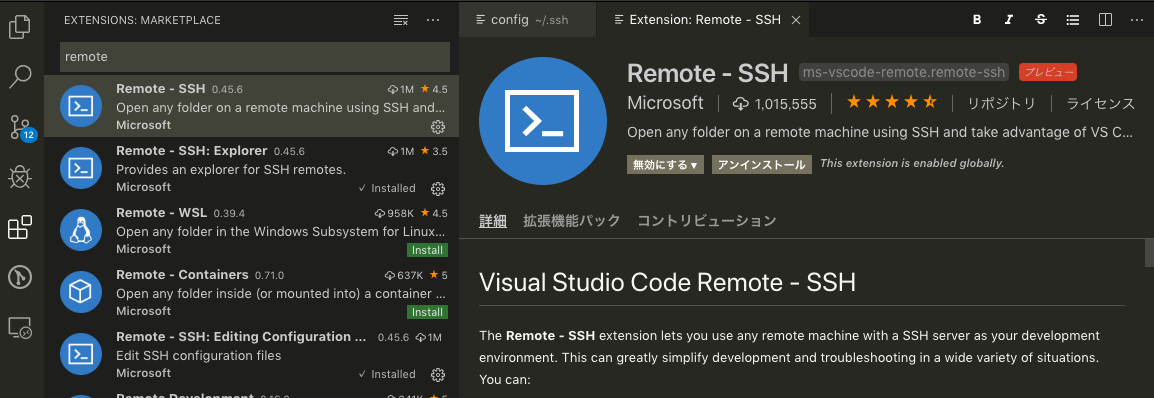 EXTENSIONS: MARKETPLACE
remote
Remote - SSH 0.45.6 1M ★ 4.5
Open any folder on a remote machine using SSH and...
Microsoft
Remote - SSH: Explorer 0.45.6 1M ★ 3.5
Provides an explorer for SSH remotes.
Microsoft ✓ Installed
Remote - WSL 0.39.4 958K ★ 4.5
Open any folder in the Windows Subsystem for Linux...
Microsoft Install
Remote - Containers 0.71.0 637K ★ 5
Open any folder inside (or mounted into) a container ...
Microsoft Install
Remote - SSH: Editing Configuration ... 0.45.6 1M
Edit SSH configuration files
Microsoft ✓ Installed
Remote Development
12
config ~/.ssh
Extension: Remote - SSH
B I S
Remote - SSH ms-vscode-remote.remote-ssh プレビュー
Microsoft 1,015,555 リポジトリ ライセンス
Open any folder on a remote machine using SSH and take advantage of VS C...
無効にする アンインストール This extension is enabled globally.
詳細 拡張機能パック コントリビューション
Visual Studio Code Remote - SSH
The Remote - SSH extension lets you use any remote machine with a SSH server as your development
environment. This can greatly simplify development and troubleshooting in a wide variety of situations.
You can: